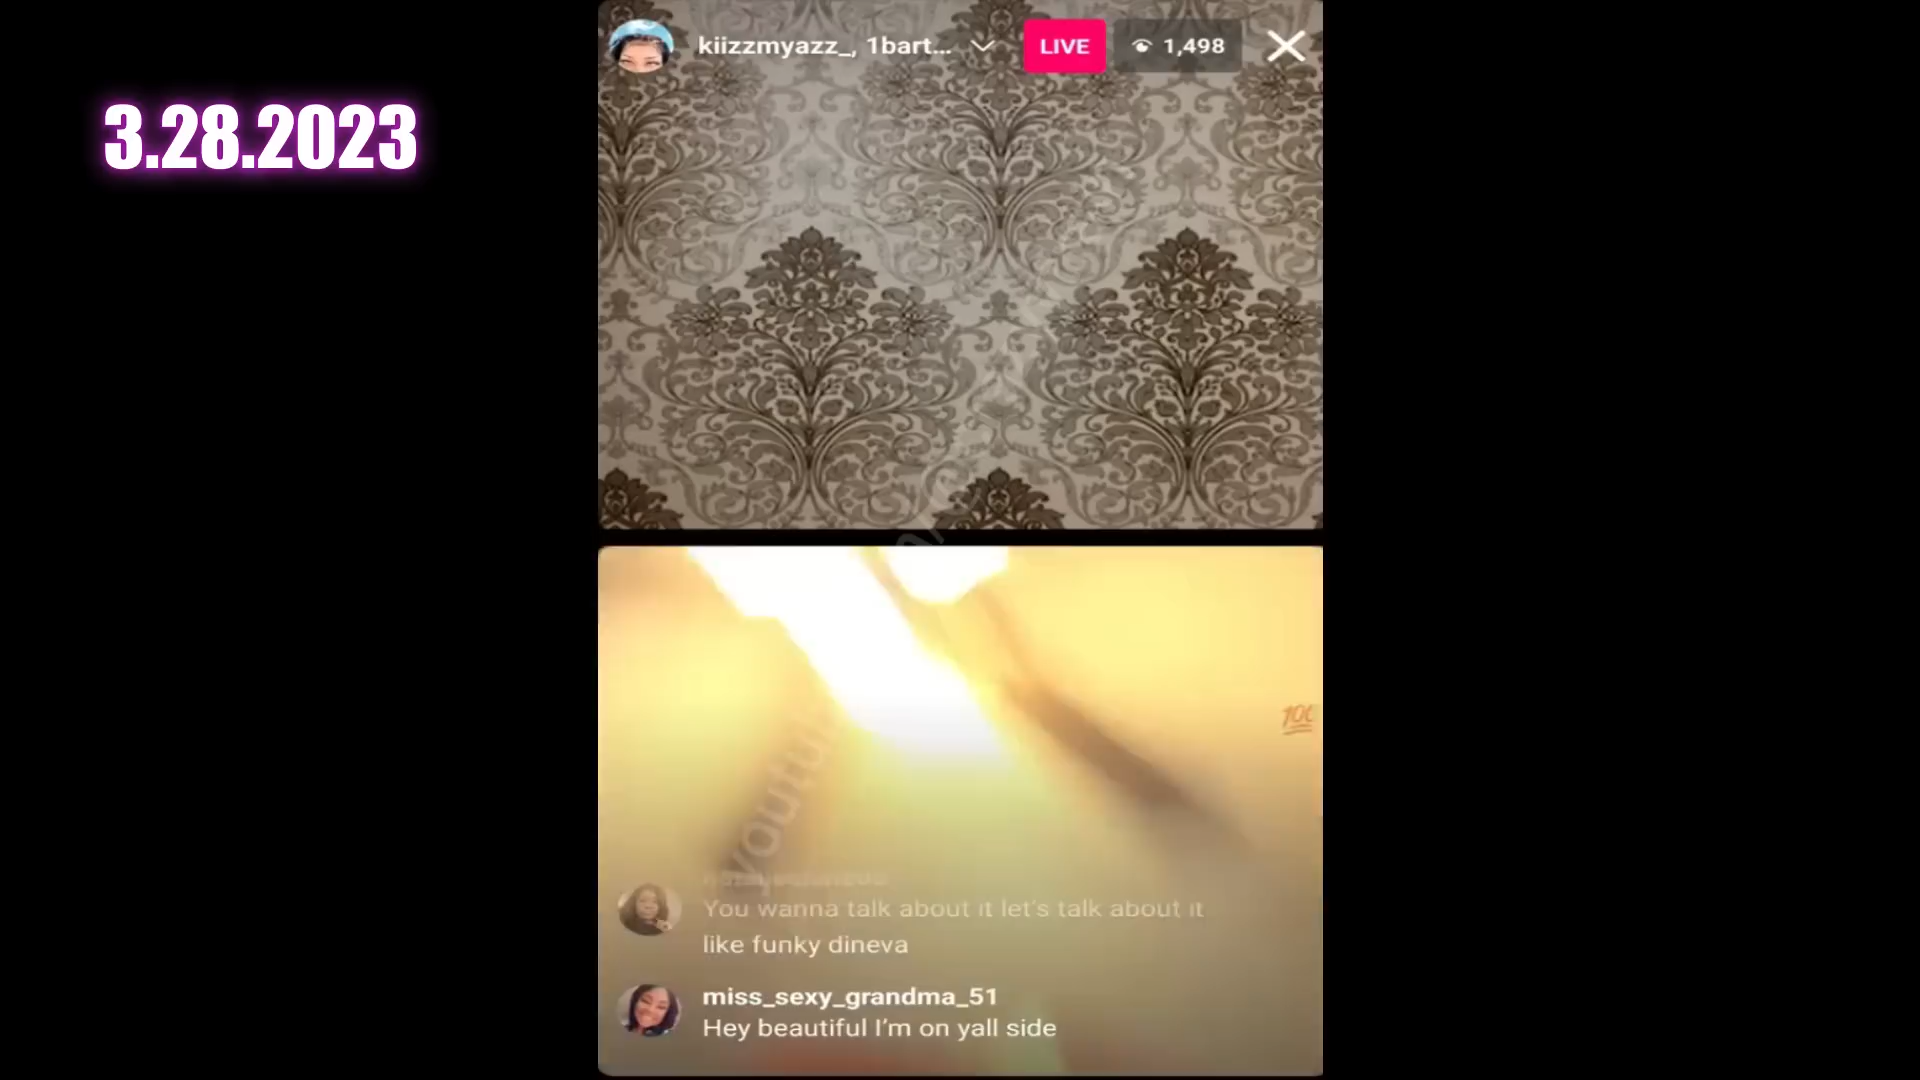 kiizzmyazz_, 1bart...
LIVE
1,498
3.28.2023
100
You wanna talk about it let's talk about it
like funky dineva
miss_sexy_grandma_51
Hey beautiful I'm on yall side